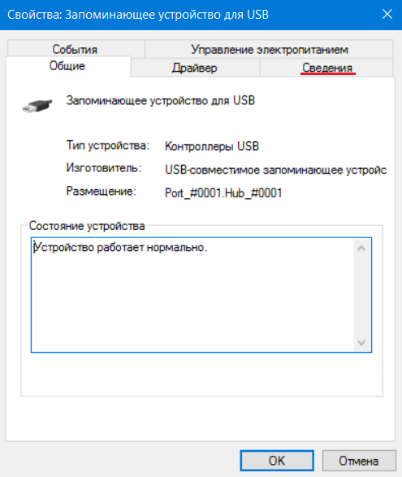 Свойства: Запоминающее устройство для USB
События
Управление электропитанием
Общие
Драйвер
Сведения
Запоминающее устройство для USB
Тип устройства: Контроллеры USB
Изготовитель: USB-совместимое запоминающее устройс
Размещение: Port_#0001.Hub_#0001
Состояние устройства
Устройство работает нормально.
OK
Отмена